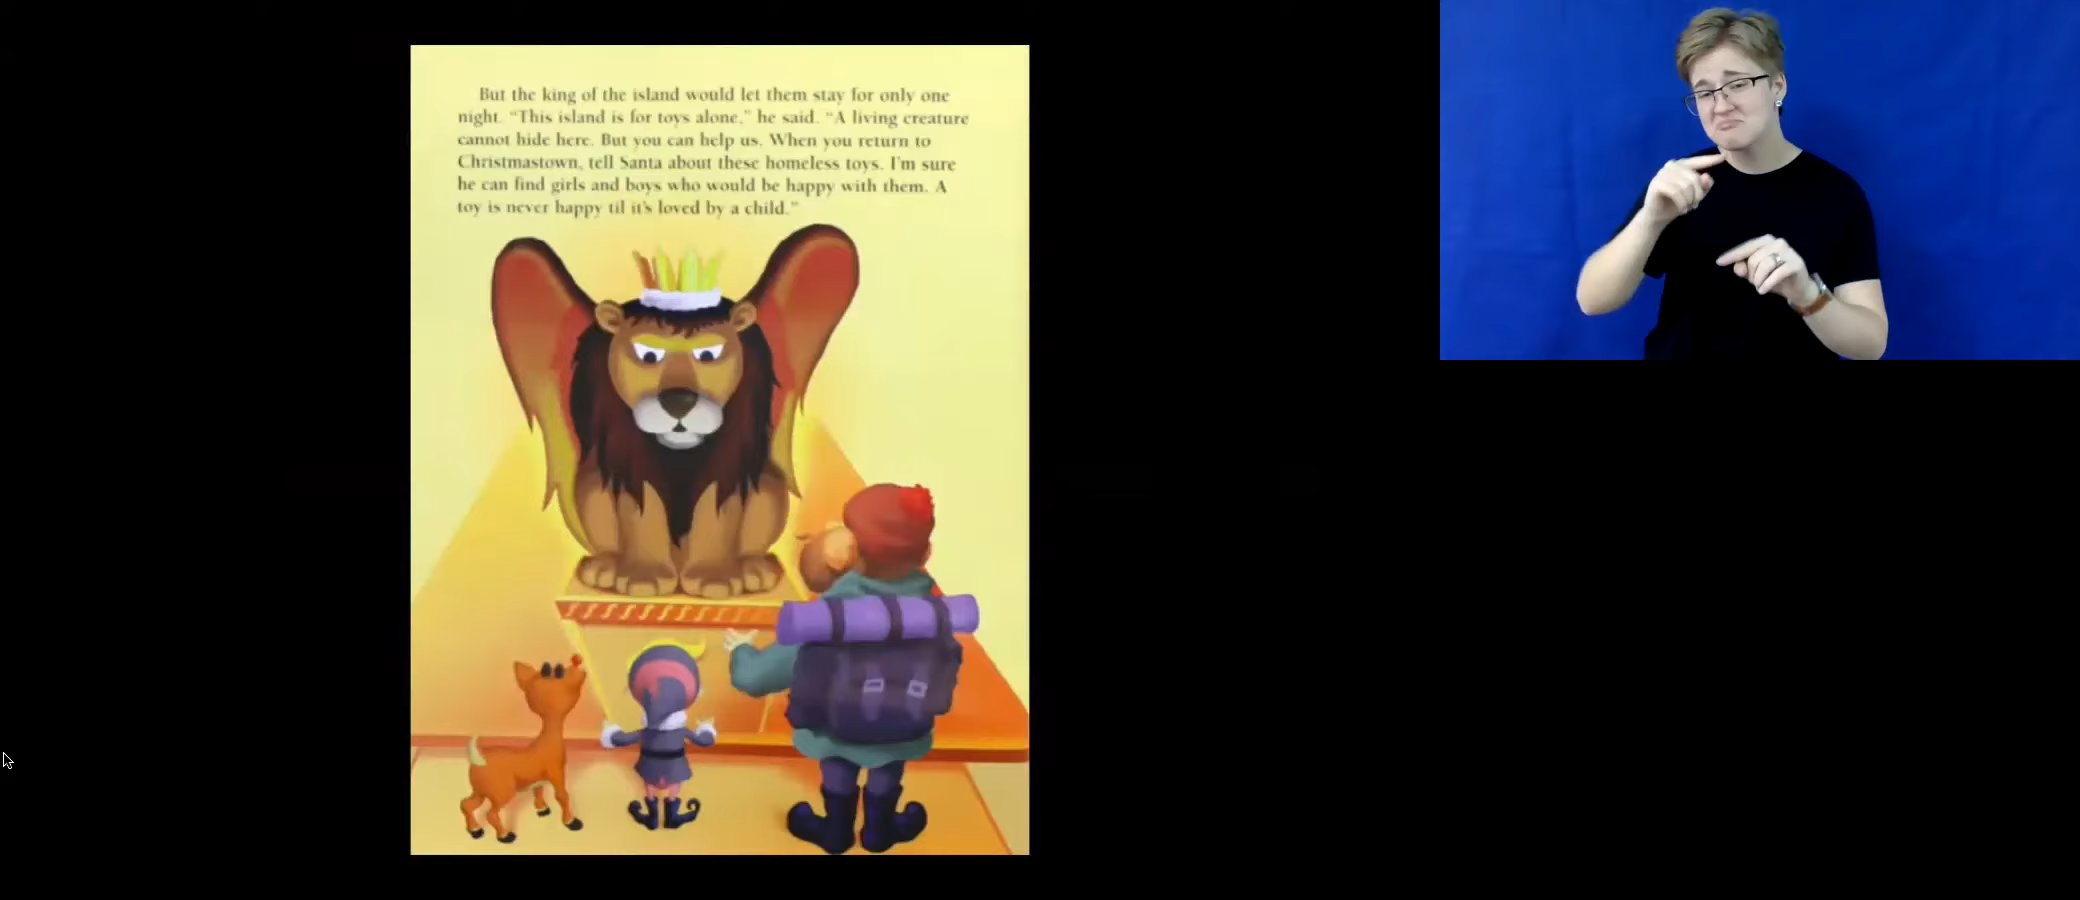 But the king of the island would let them stay for only one
night. “This island is for toys alone,” he said. “A living creature
cannot hide here. But you can help us. When you return to
Christmastown, tell Santa about these homeless toys. I'm sure
he can find girls and boys who would be happy with them. A
toy is never happy til it's loved by a child.”